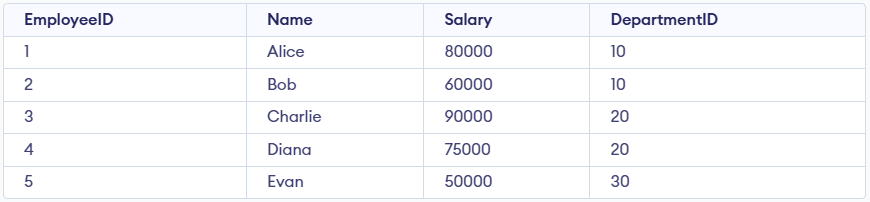 EmployeeID Name Salary DepartmentID
1 Alice 80000 10
2 Bob 60000 10
3 Charlie 90000 20
4 Diana 75000 20
5 Evan 50000 30